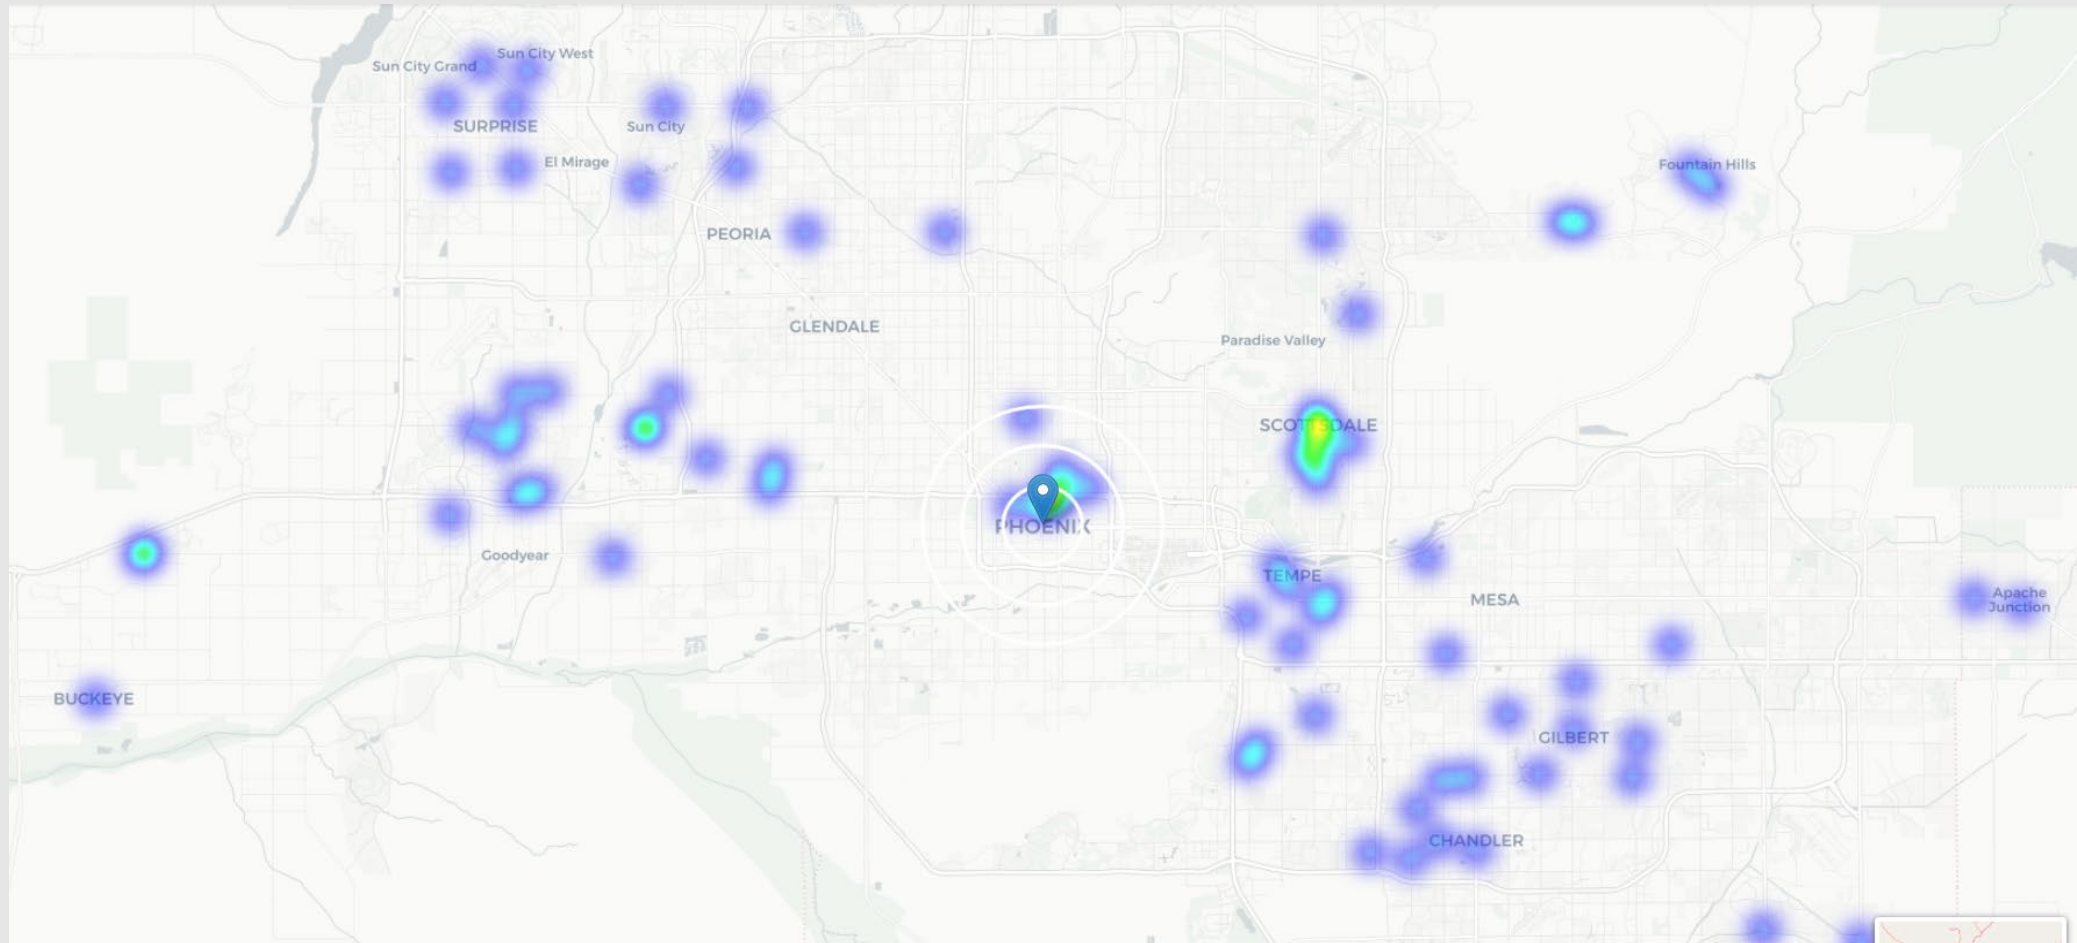 Sun City West
Sun City Grand
SURPRISE
Sun City
El Mirage
Fountain Hills
PEORIA
GLENDALE
Paradise Valley
SCOTTSDALE
PHOENIX
Goodyear
TEMPE
MESA
Apache
Junction
BUCKEYE
GILBERT
CHANDLER